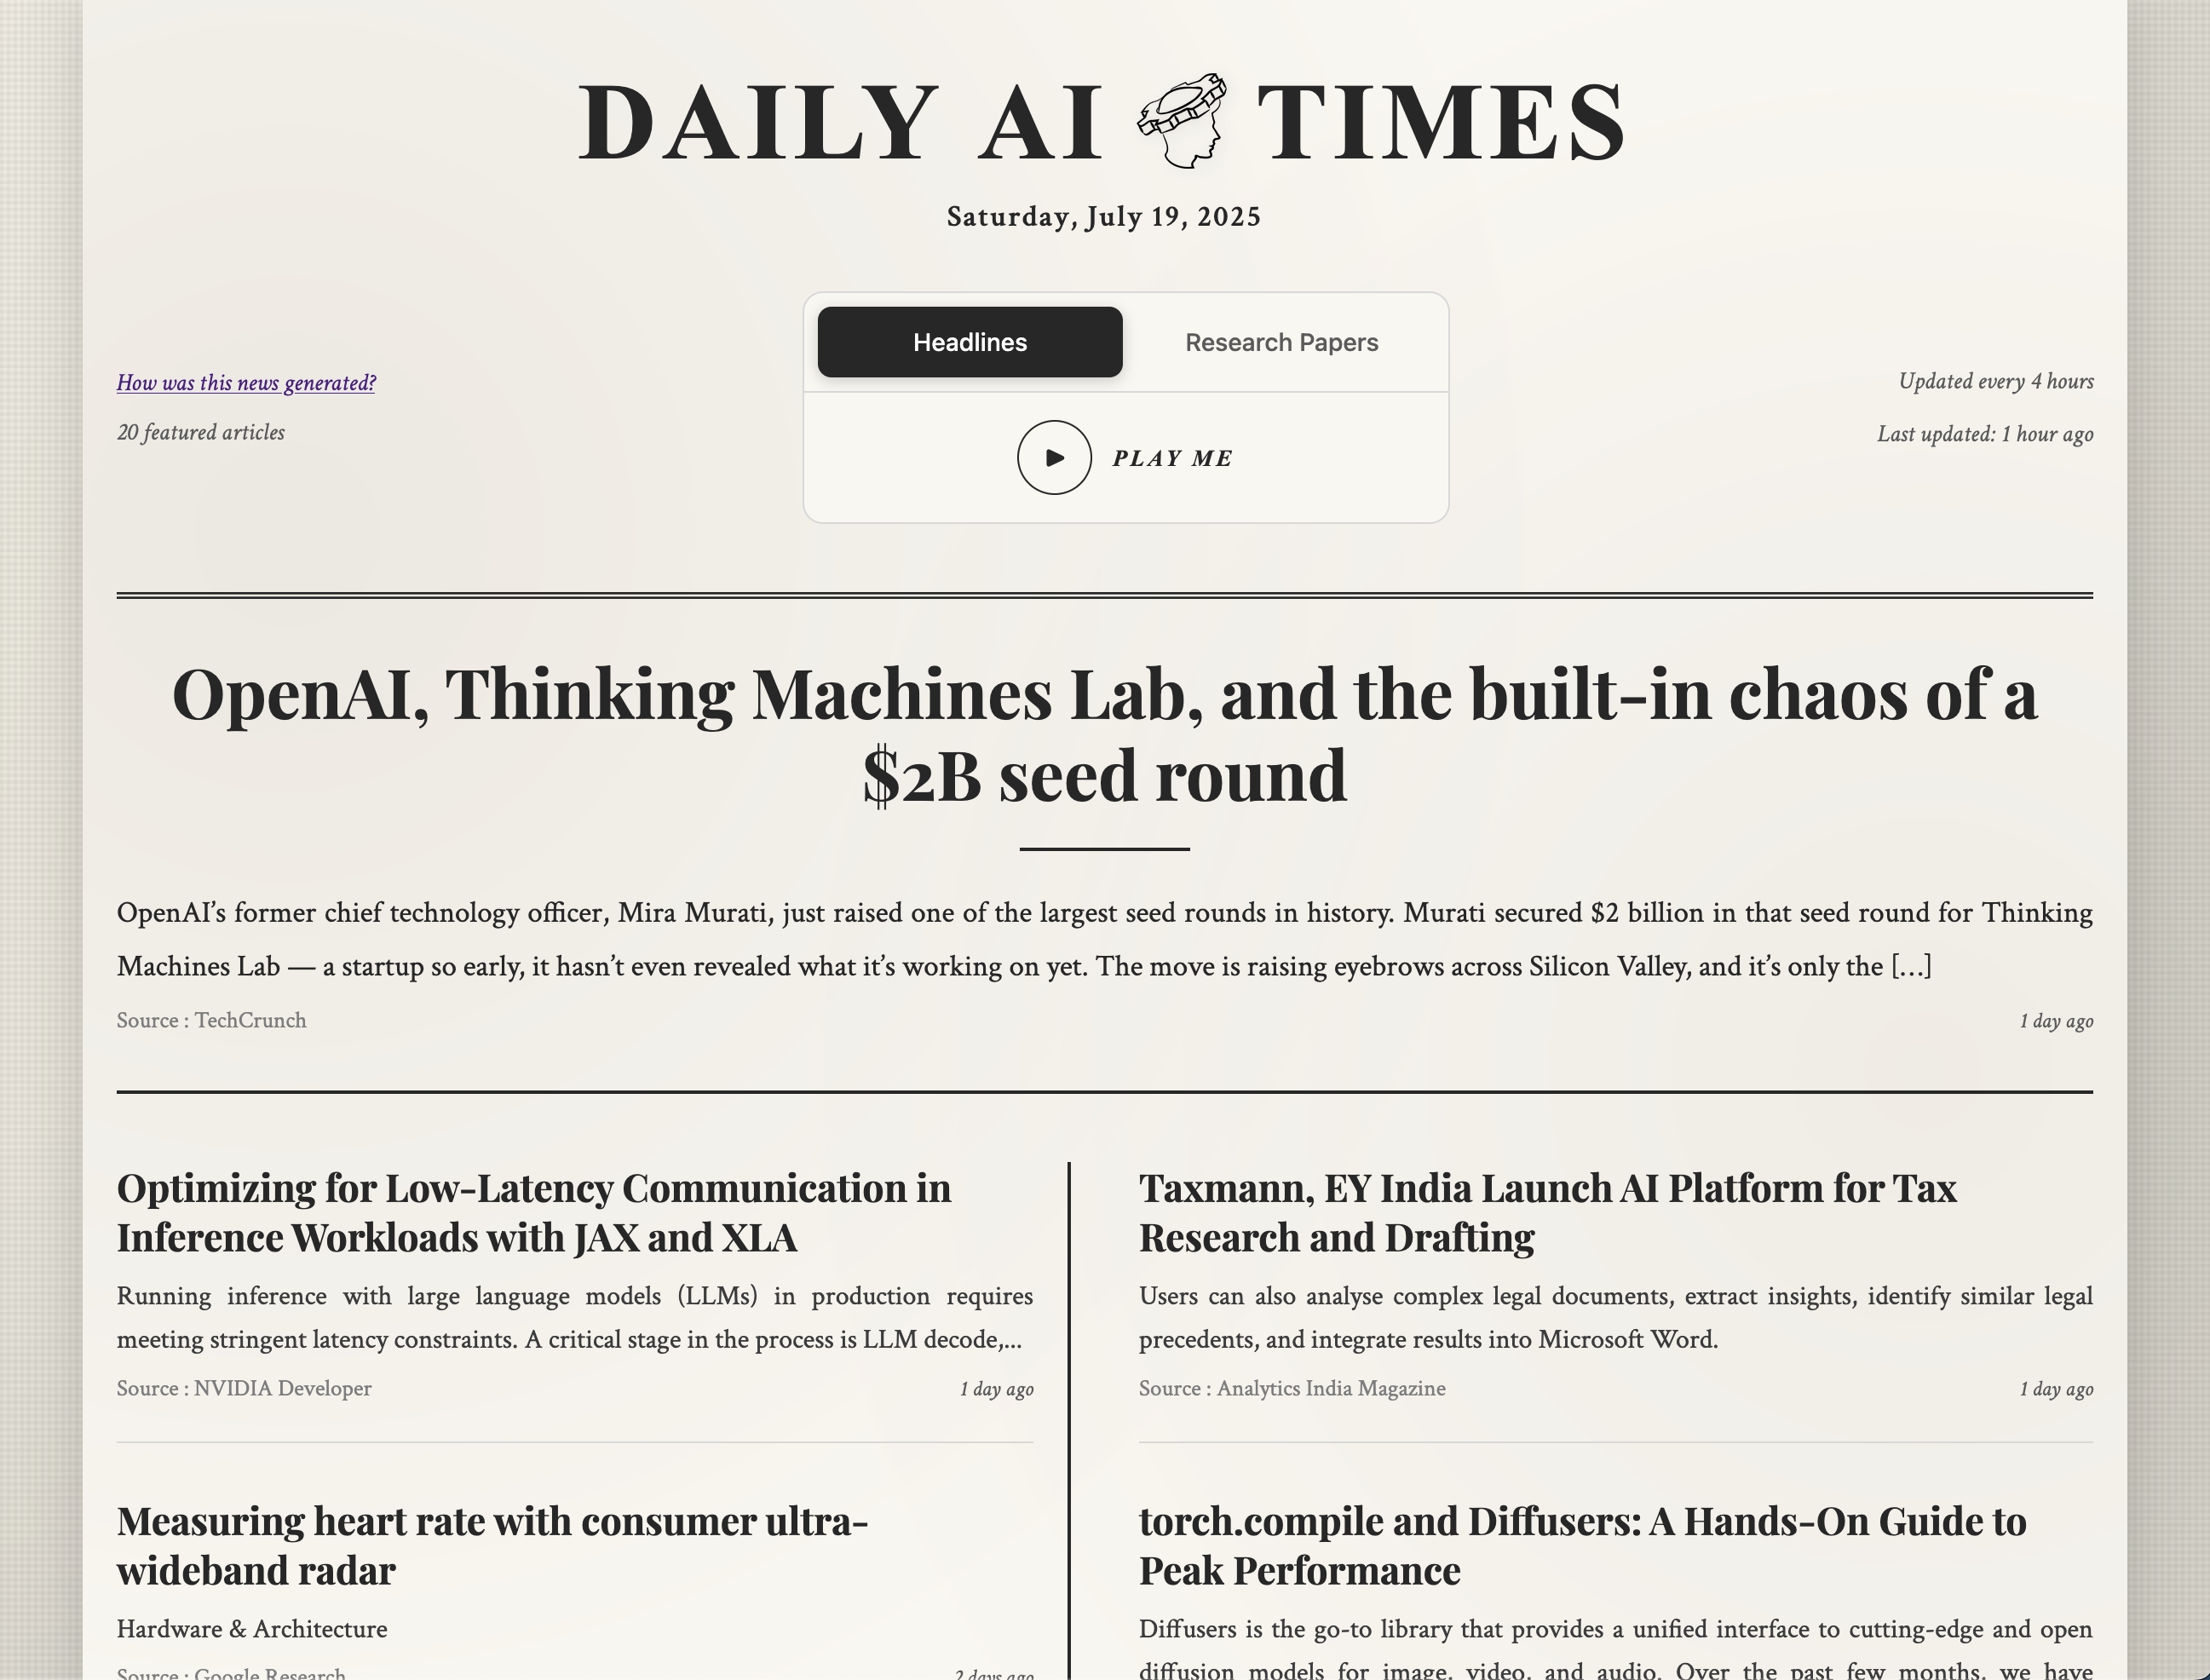 DAILY AI TIMES
Saturday, July 19, 2025
Headlines
Research Papers
How was this news generated?
20 featured articles
PLAY ME
Updated every 4 hours
Last updated: 1 hour ago
OpenAI, Thinking Machines Lab, and the built-in chaos of a
$2B seed round
OpenAI’s former chief technology officer, Mira Murati, just raised one of the largest seed rounds in history. Murati secured $2 billion in that seed round for Thinking
Machines Lab — a startup so early, it hasn’t even revealed what it’s working on yet. The move is raising eyebrows across Silicon Valley, and it’s only the […]
Source : TechCrunch
1 day ago
Optimizing for Low-Latency Communication in
Inference Workloads with JAX and XLA
Running inference with large language models (LLMs) in production requires
meeting stringent latency constraints. A critical stage in the process is LLM decode,...
Source : NVIDIA Developer
1 day ago
Measuring heart rate with consumer ultra-
wideband radar
Hardware & Architecture
Source : Google Research
2 days ago
Taxmann, EY India Launch AI Platform for Tax
Research and Drafting
Users can also analyse complex legal documents, extract insights, identify similar legal
precedents, and integrate results into Microsoft Word.
Source : Analytics India Magazine
1 day ago
torch.compile and Diffusers: A Hands-On Guide to
Peak Performance
Diffusers is the go-to library that provides a unified interface to cutting-edge and open
diffusion models for image, video, and audio. Over the past few months, we have